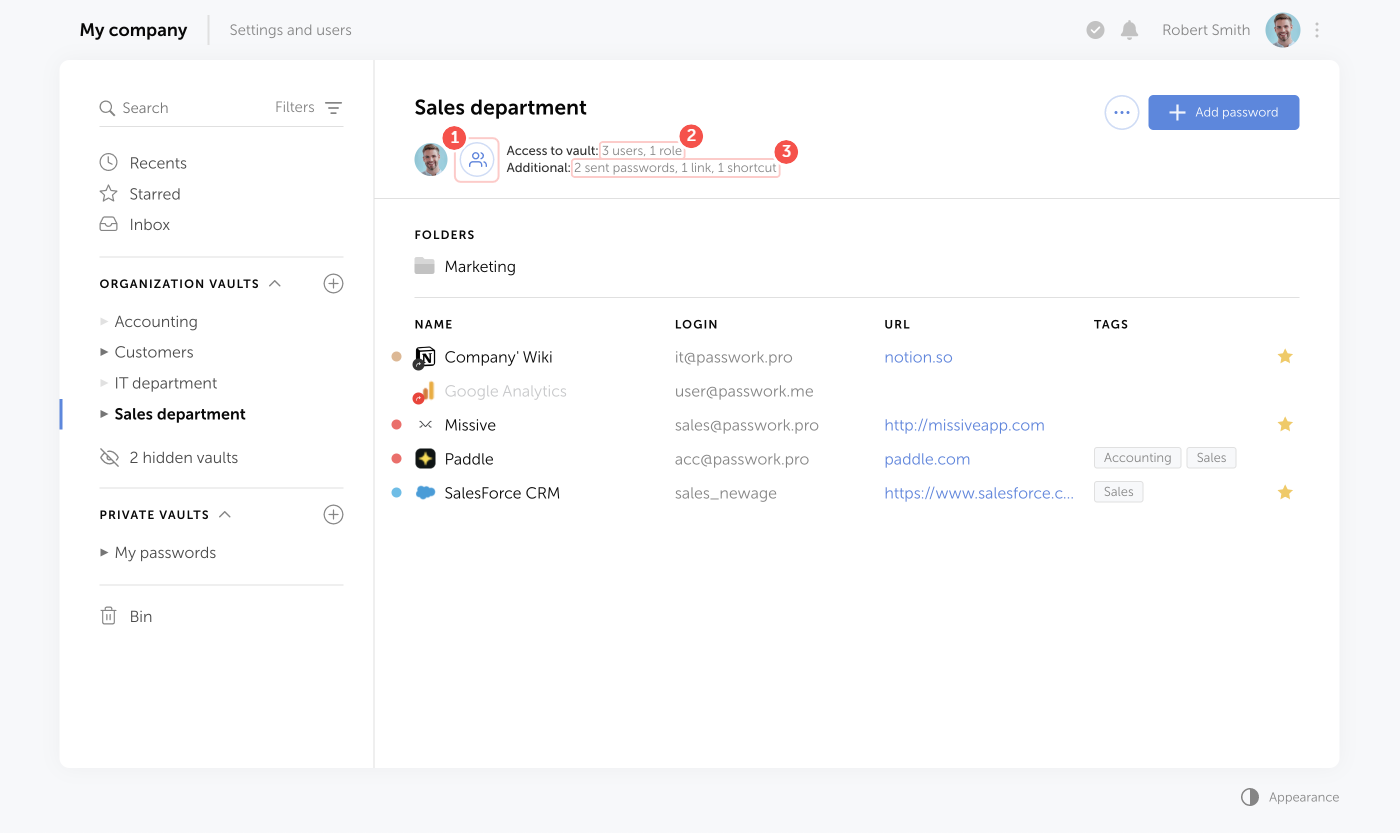 My company
Settings and users
Robert Smith
Search
Filters
Recents
Starred
Inbox
ORGANIZATION VAULTS
Accounting
Customers
IT department
Sales department
2 hidden vaults
PRIVATE VAULTS
My passwords
Bin
Sales department
Add password
1
2
Access to vault: 3 users, 1 role
3
Additional: 2 sent passwords, 1 link, 1 shortcut
FOLDERS
Marketing
NAME LOGIN URL TAGS
Company' Wiki it@passwork.pro notion.so
Google Analytics user@passwork.me
Missive sales@passwork.pro http://missiveapp.com
Paddle acc@passwork.pro paddle.com Accounting Sales
SalesForce CRM sales_newage https://www.salesforce.c... Sales
Appearance